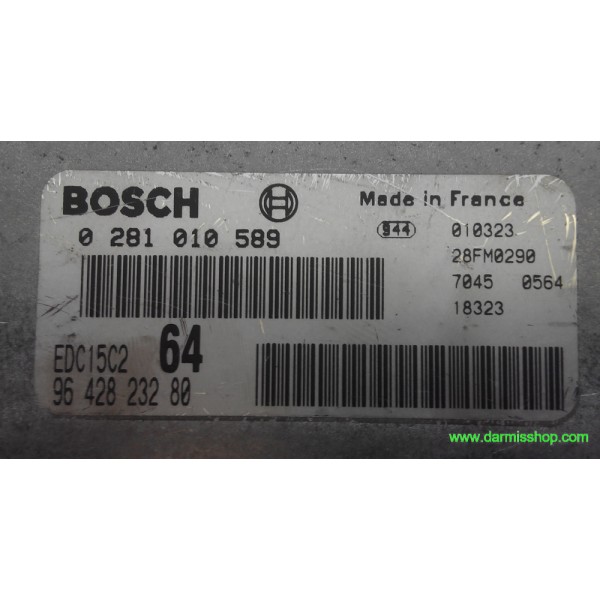 BOSCH Made in France
0 281 010 589 944 010323
28FM0290
7045 0564
18323
EDC15C2 64
96 428 232 80
www.darmisshop.com